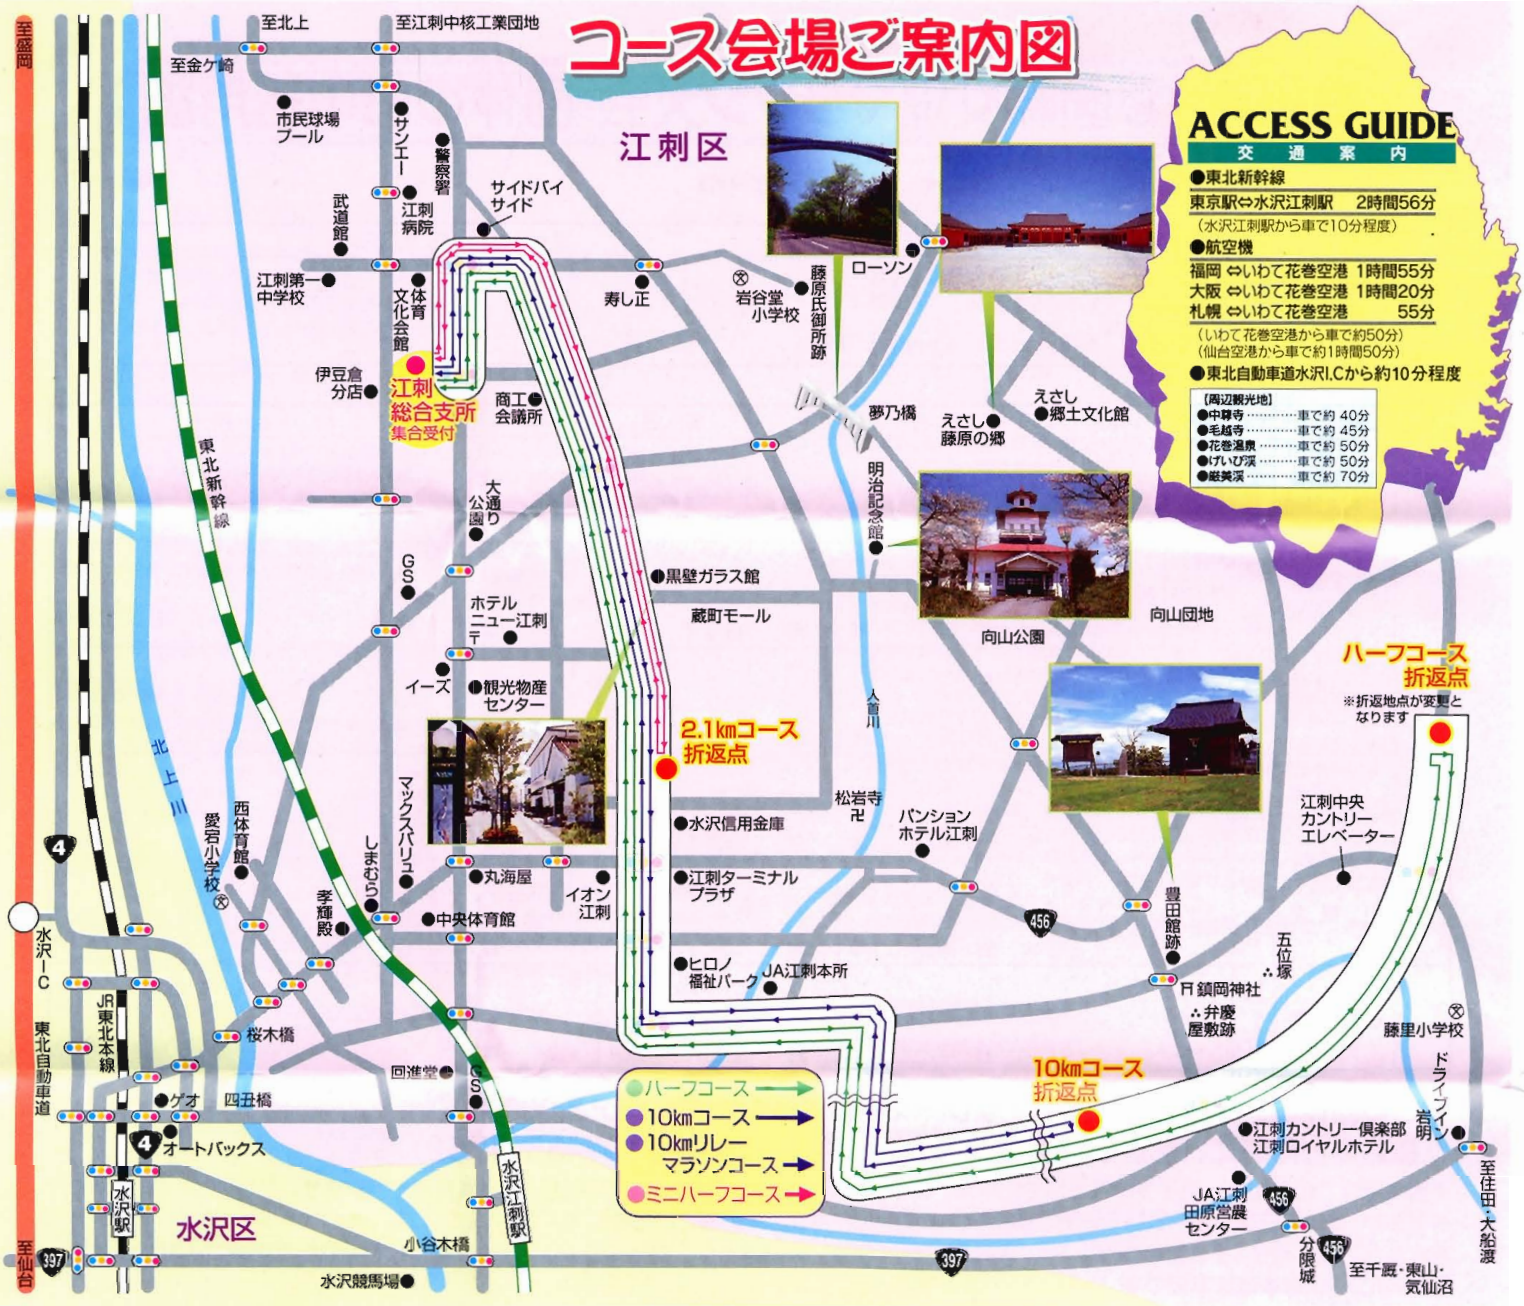 コース会場ご案内図
至盛岡
至北上
至江刺中核工業団地
至金ケ崎
市民球場
プール
サンエー
警察署
江刺区
武道館
江刺
病院
サイドバイ
サイド
江刺第一
中学校
体育
文化会館
寿し正
岩谷堂
小学校
藤原氏御所跡
ローソン
伊豆倉
分店
江刺
総合支所
集合受付
商工
会議所
夢乃橋
えさし
藤原の郷
えさし
郷土文化館
ACCESS GUIDE
交通案内
●東北新幹線
東京駅⇔水沢江刺駅 2時間56分
(水沢江刺駅から車で10分程度)
●航空機
福岡⇔いわて花巻空港 1時間55分
大阪⇔いわて花巻空港 1時間20分
札幌⇔いわて花巻空港 55分
(いわて花巻空港から車で約50分)
(仙台空港から車で約1時間50分)
●東北自動車道水沢I.Cから約10分程度
【周辺観光地】
●中尊寺…………車で約 40分
●毛越寺…………車で約 45分
●花巻温泉………車で約 50分
●げいび渓………車で約 50分
●厳美渓…………車で約 70分
東北新幹線
大通り
公園
明治記念館
GS
黒壁ガラス館
蔵町モール
ホテル
ニュー江刺
〒
向山公園
向山団地
イーズ
観光物産
センター
人首川
ハーフコース
折返点
※折返地点が変更と
なります
2.1kmコース
折返点
北上川
マックスバリュ
松岩寺
卍
パンション
ホテル江刺
江刺中央
カントリー
エレベーター
水沢信用金庫
4
西体育館
愛宕小学校
しまむら
丸海屋
イオン
江刺
江刺ターミナル
プラザ
孝輝殿
中央体育館
456
豊田館跡
五位塚
水沢IC
ヒロノ
福祉パーク
JA江刺本所
鎮岡神社
弁慶
屋敷跡
藤里小学校
JR東北本線
東北自動車道
桜木橋
回進堂
GS
10kmコース
折返点
ハーフコース
10kmコース
10kmリレー
マラソンコース
ミニハーフコース
ゲオ
四丑橋
4
オートバックス
ドライブイン
岩明
江刺カントリー倶楽部
江刺ロイヤルホテル
至住田・大船渡
水沢駅
水沢区
水沢江刺駅
JA江刺
田原営農
センター
456
分限城
456
至千厩・東山・
気仙沼
小谷木橋
397
397
水沢競馬場
至仙台